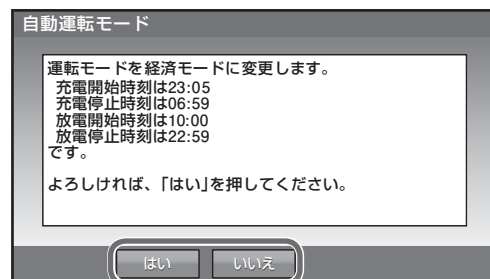 自動運転モード
運転モードを経済モードに変更します。
充電開始時刻は23:05
充電停止時刻は06:59
放電開始時刻は10:00
放電停止時刻は22:59
です。
よろしければ、「はい」を押してください。
はい いいえ